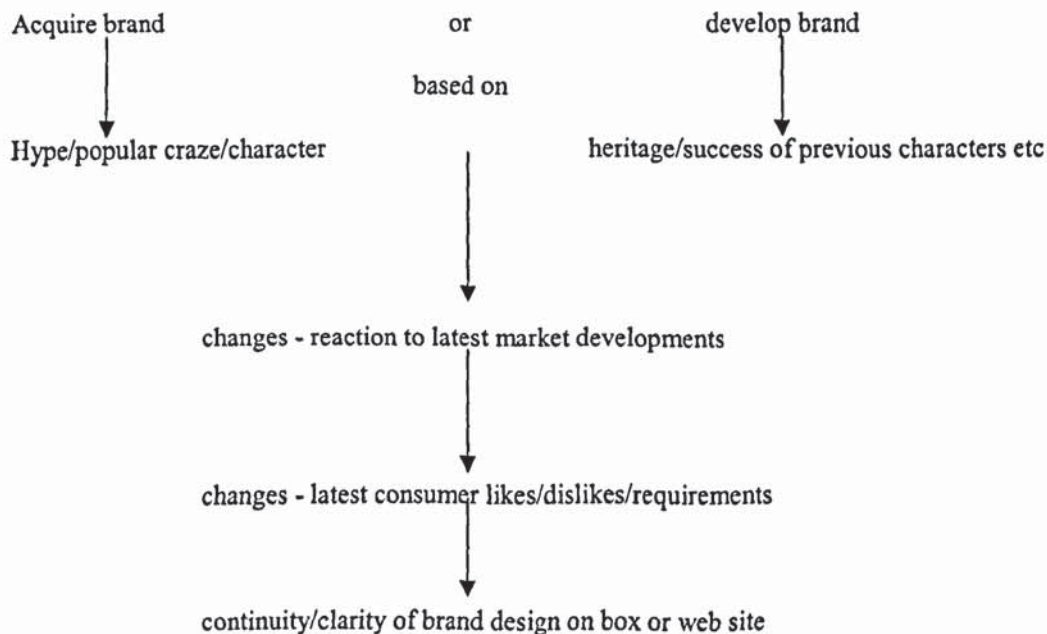 Acquire brand or develop brand
based on
Hype/popular craze/character heritage/success of previous characters etc
changes - reaction to latest market developments
changes - latest consumer likes/dislikes/requirements
continuity/clarity of brand design on box or web site